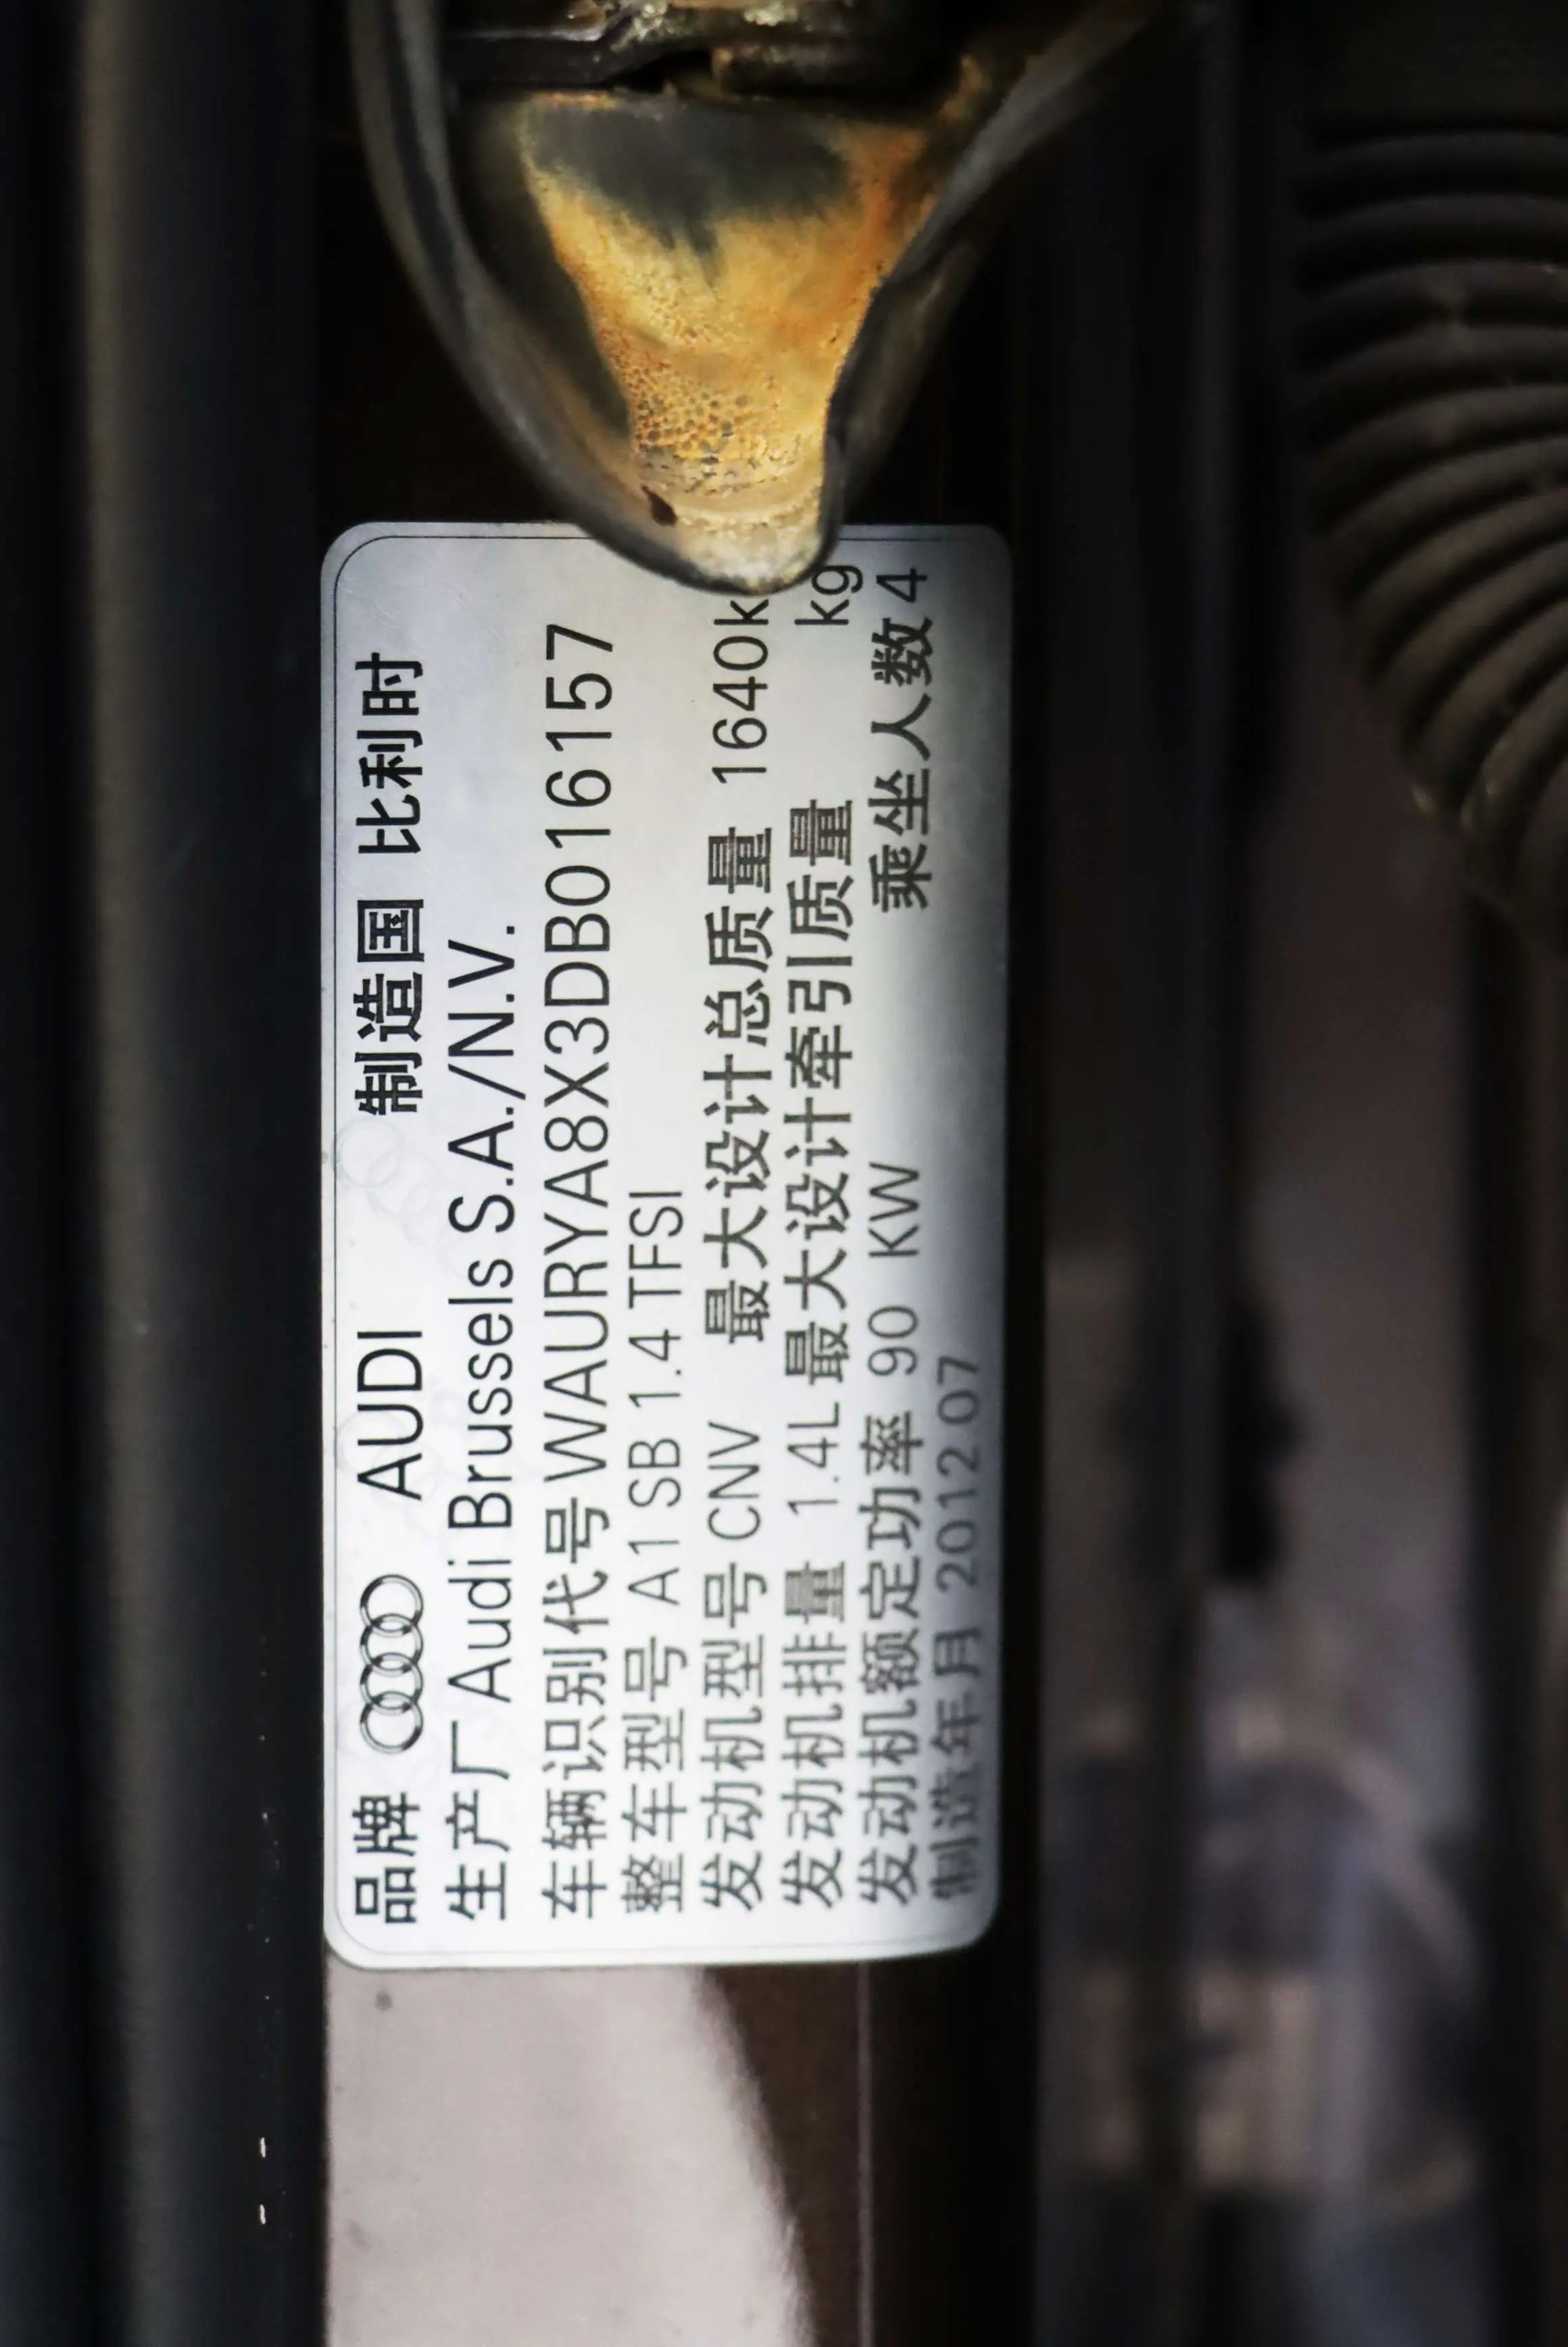 品牌 AUDI 制造国 比利时
生产厂 Audi Brussels S.A./N.V.
车辆识别代号 WAURYA8X3DB016157
整车型号 A1 SB 1.4 TFSI
发动机型号 CNV 最大设计总质量 1640k
发动机排量 1.4L 最大设计牵引质量 kg
发动机额定功率 90 KW 乘坐人数 4
制造年月 2012 07